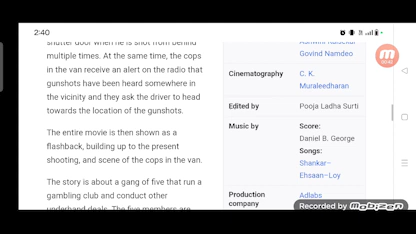 2:40
shutter door when he is shot from behind
multiple times. At the same time, the cops
in the van receive an alert on the radio that
gunshots have been heard somewhere in
the vicinity and they ask the driver to head
towards the location of the gunshots.
The entire movie is then shown as a
flashback, building up to the present
shooting, and scene of the cops in the van.
The story is about a gang of five that run a
gambling club and conduct other
underhand deals. The five members are
Ashwini Kalsekar
Govind Namdeo
Cinematography
C. K.
Muraleedharan
Edited by
Pooja Ladha Surti
Music by
Score:
Daniel B. George
Songs:
Shankar–
Ehsaan–Loy
Production
company
Adlabs
Recorded by mobizen